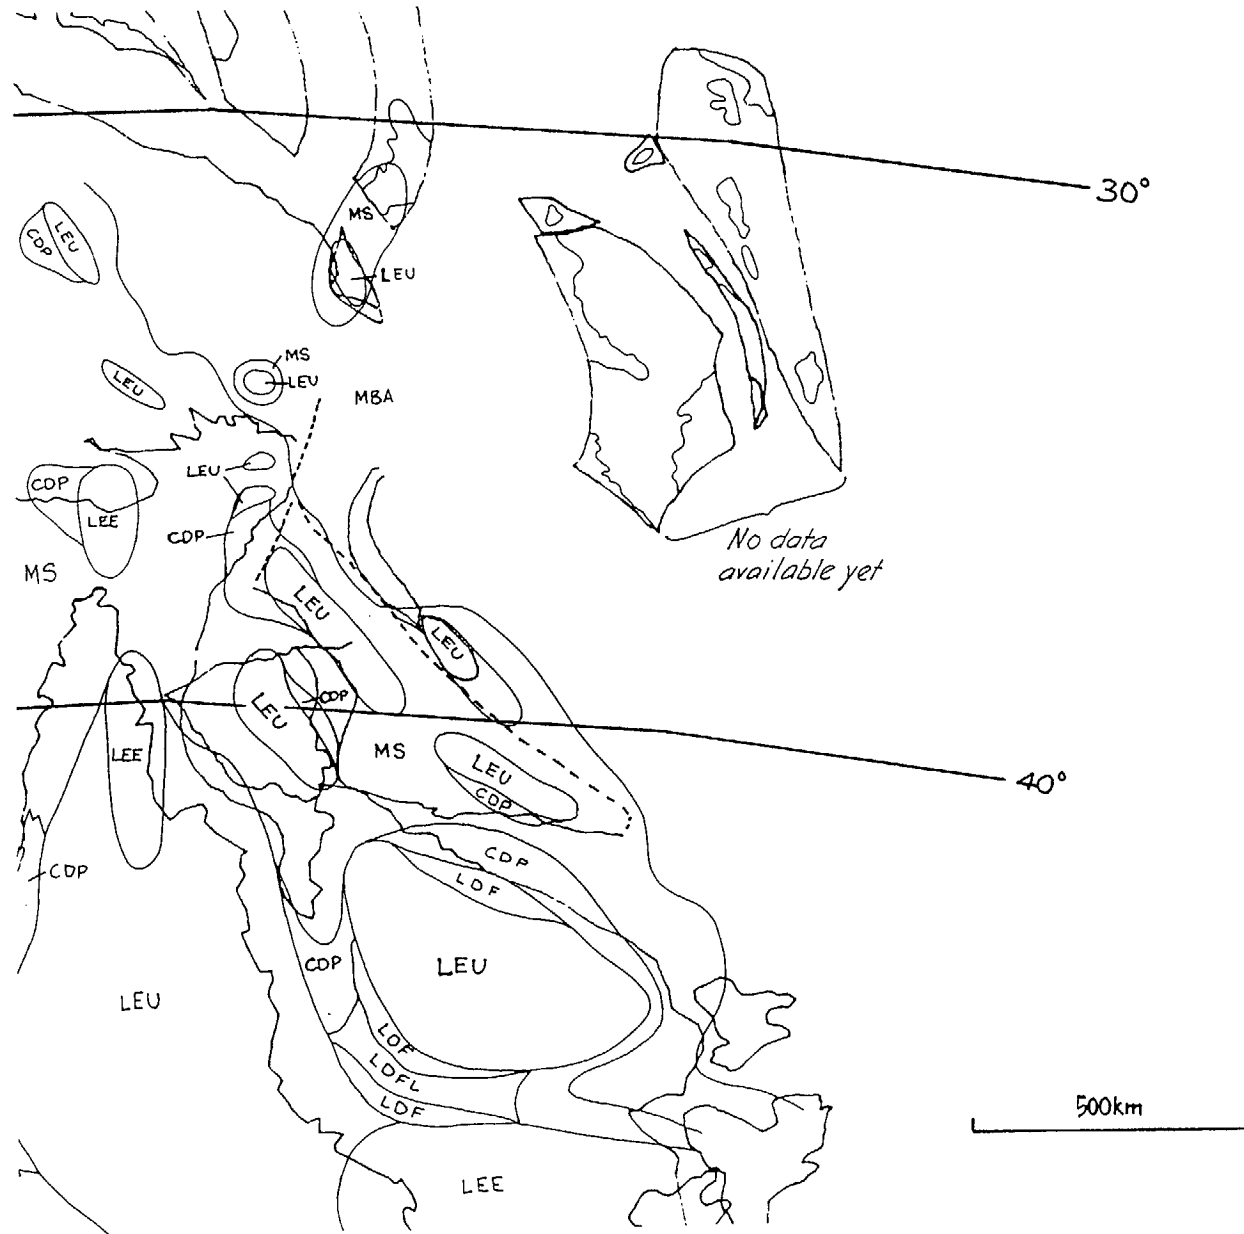 30°
MS
CDP
LEU
LEU
MS
LEU
LEU
MBA
LEU
CDP
LEE
CDP
No data
available yet
MS
LEU
LEU
CDP
LEU
MS
LEE
LEU
40°
CDP
CDP
LDF
CDP
LEU
CDP
LEU
LDF
LDFL
LDF
500km
LEE